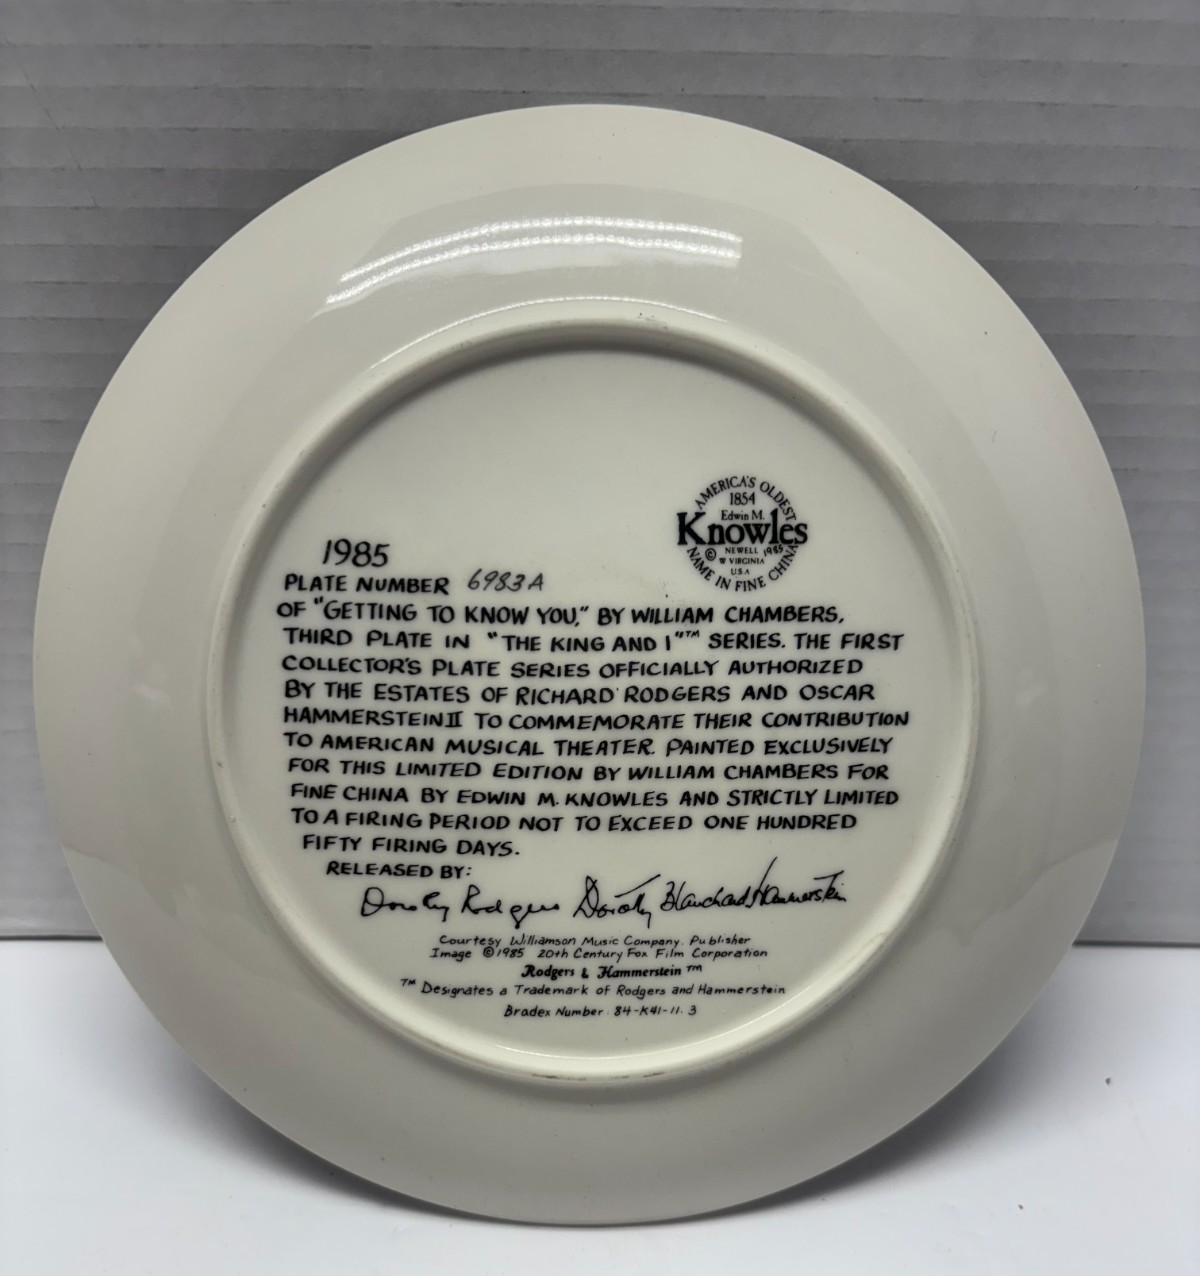 AMERICA'S OLDEST
1854
Edwin M.
Knowles
© NEWELL 1985
W VIRGINIA
U.S.A
NAME IN FINE CHINA
1985
PLATE NUMBER 6983A
OF "GETTING TO KNOW YOU," BY WILLIAM CHAMBERS,
THIRD PLATE IN "THE KING AND I"™ SERIES. THE FIRST
COLLECTOR'S PLATE SERIES OFFICIALLY AUTHORIZED
BY THE ESTATES OF RICHARD RODGERS AND OSCAR
HAMMERSTEIN II TO COMMEMORATE THEIR CONTRIBUTION
TO AMERICAN MUSICAL THEATER. PAINTED EXCLUSIVELY
FOR THIS LIMITED EDITION BY WILLIAM CHAMBERS FOR
FINE CHINA BY EDWIN M. KNOWLES AND STRICTLY LIMITED
TO A FIRING PERIOD NOT TO EXCEED ONE HUNDRED
FIFTY FIRING DAYS.
RELEASED BY:
Dorothy Rodgers Dorothy Blanchard Hammerstein
Courtesy Williamson Music Company, Publisher
Image ©1985 20th Century Fox Film Corporation
Rodgers & Hammerstein ™
™ Designates a Trademark of Rodgers and Hammerstein
Bradex Number: 84-K41-11.3